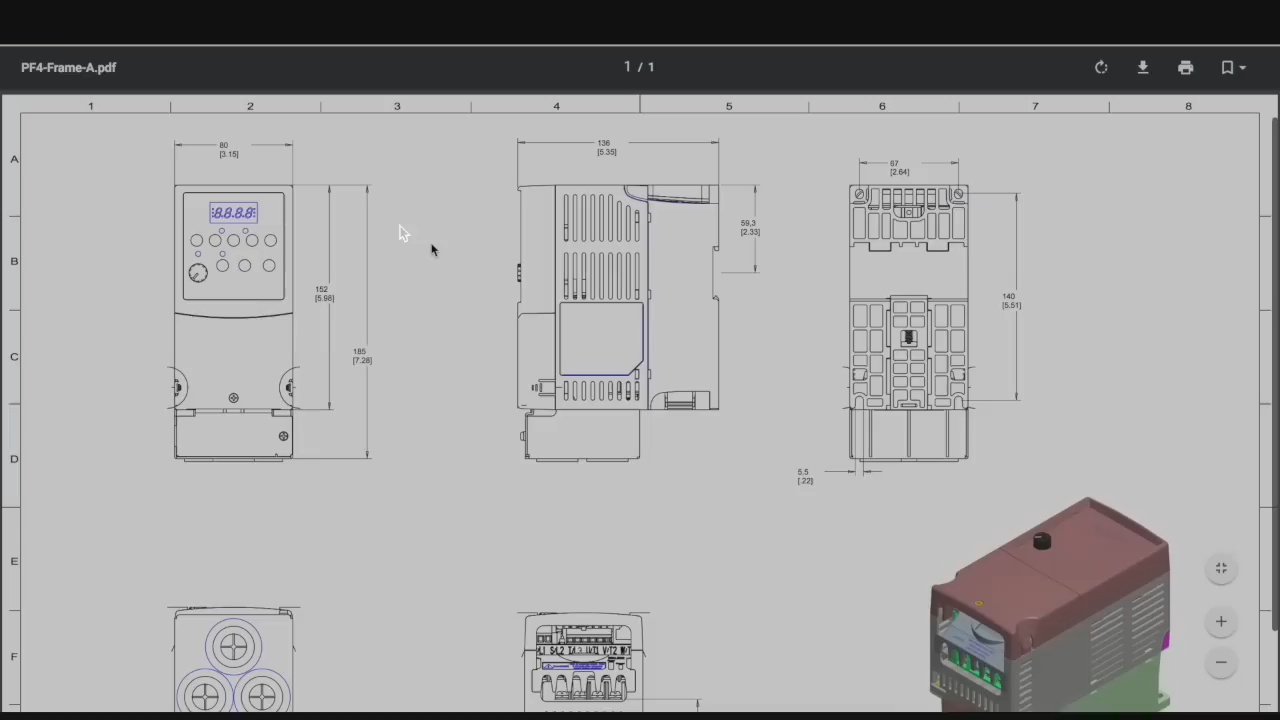 PF4-Frame-A.pdf
1 / 1
1 2 3 4 5 6 7 8
A
B
C
D
E
F
80
[3.15]
8.8.8.8
152
[5.98]
185
[7.28]
136
[5.35]
59,3
[2.33]
67
[2.64]
140
[5.51]
5,5
[.22]